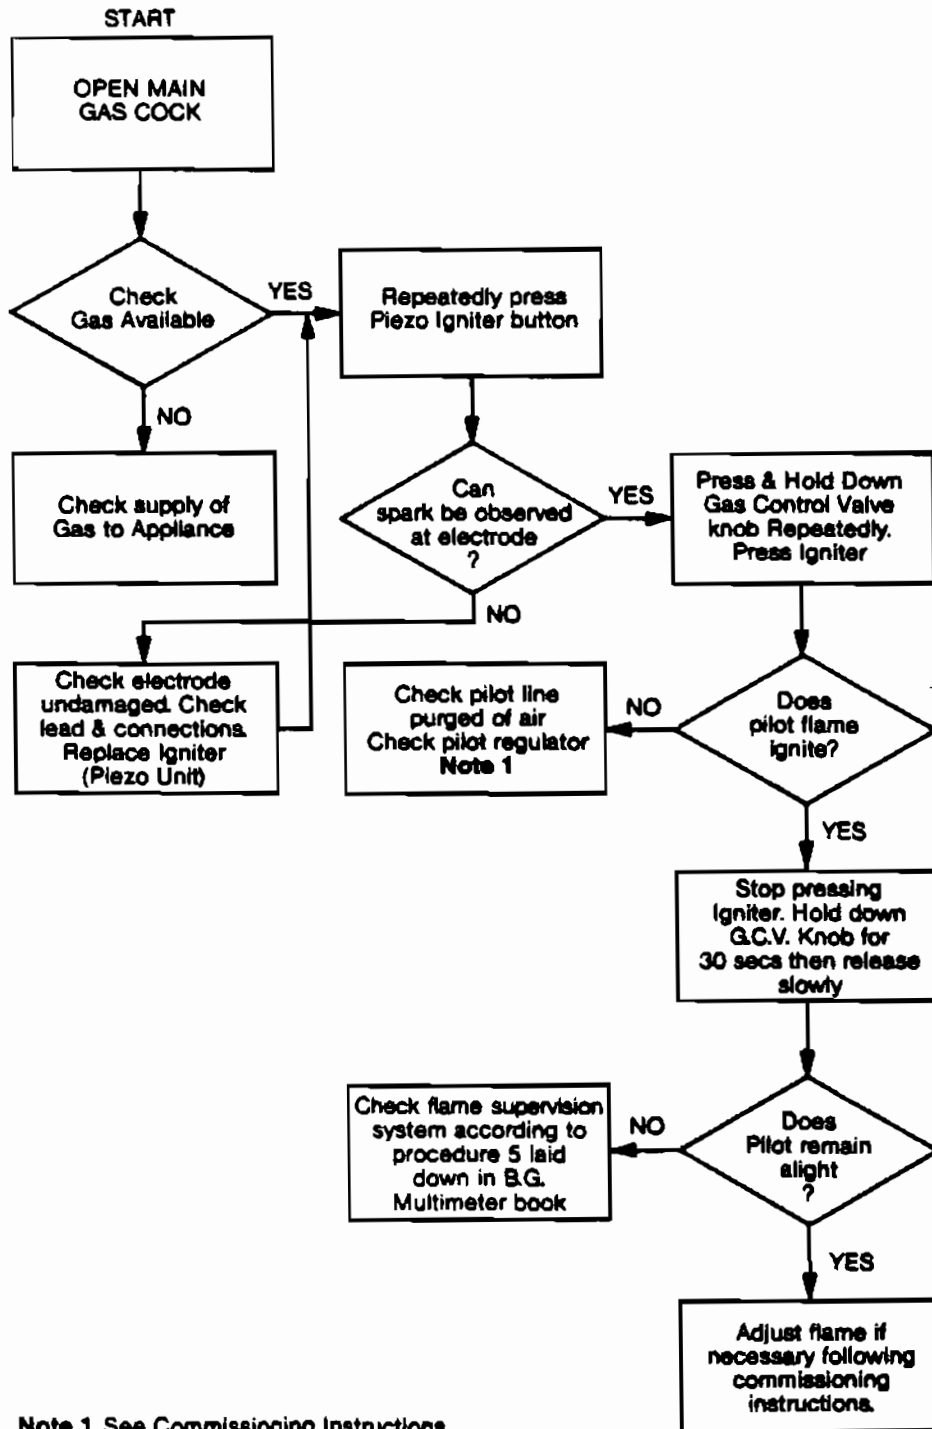 START
OPEN MAIN
GAS COCK
Check
Gas Available
YES
NO
Check supply of
Gas to Appliance
Repeatedly press
Piezo Igniter button
Can
spark be observed
at electrode
?
YES
NO
Check electrode
undamaged. Check
lead & connections.
Replace Igniter
(Piezo Unit)
Press & Hold Down
Gas Control Valve
knob Repeatedly.
Press Igniter
Does
pilot flame
ignite?
NO
Check pilot line
purged of air
Check pilot regulator
Note 1
YES
Stop pressing
Igniter. Hold down
G.C.V. Knob for
30 secs then release
slowly
Does
Pilot remain
alight
?
NO
Check flame supervision
system according to
procedure 5 laid
down in B.G.
Multimeter book
YES
Adjust flame if
necessary following
commissioning
instructions.
Note 1 See Commissioning Instructions